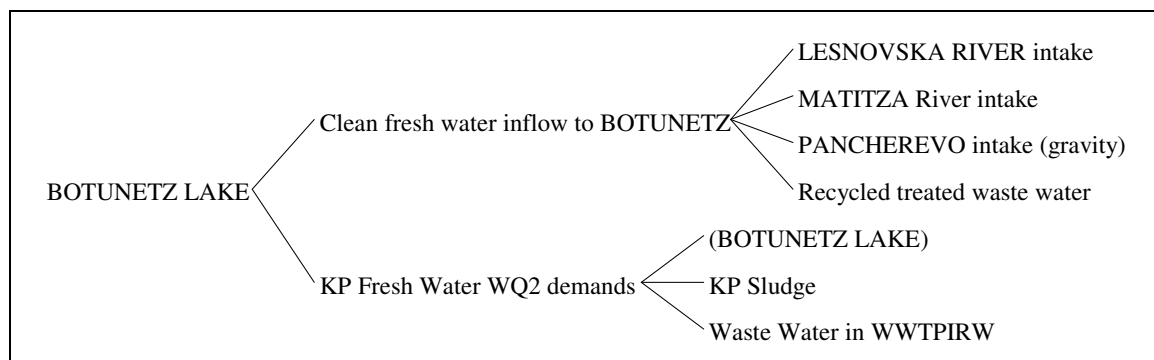 LESNOVSKA RIVER intake
MATITZA River intake
Clean fresh water inflow to BOTUNETZ
PANCHEREVO intake (gravity)
BOTUNETZ LAKE
Recycled treated waste water
(BOTUNETZ LAKE)
KP Fresh Water WQ2 demands
KP Sludge
Waste Water in WWTPIRW